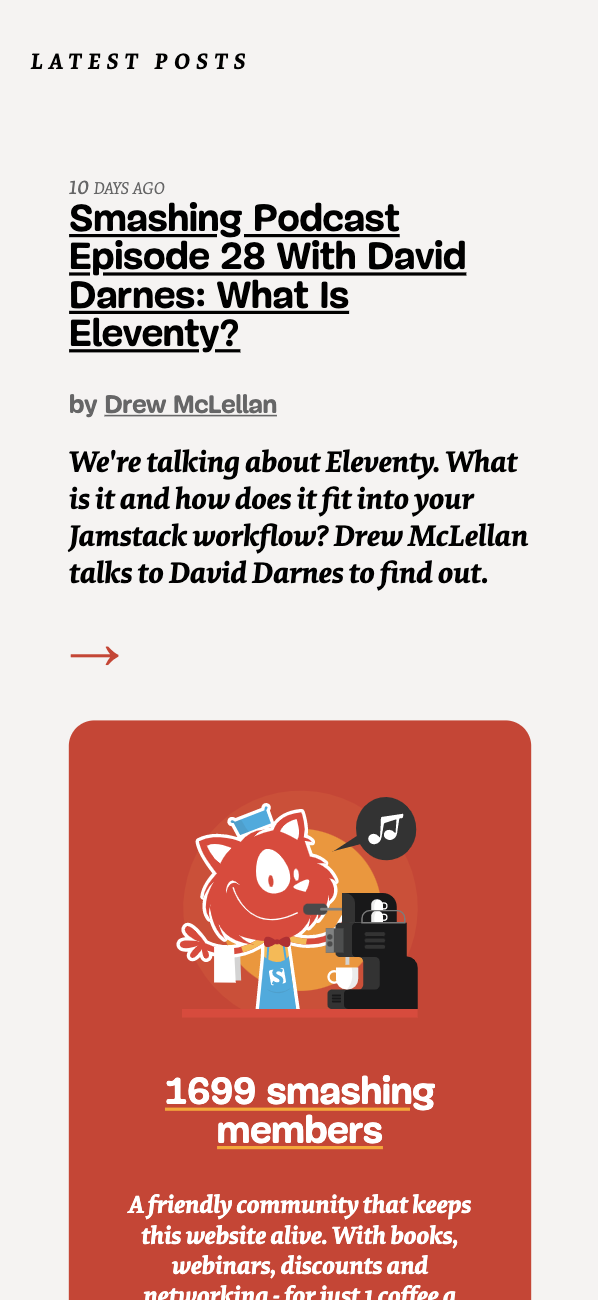 LATEST POSTS
10 DAYS AGO
Smashing Podcast
Episode 28 With David
Darnes: What Is
Eleventy?
by Drew McLellan
We're talking about Eleventy. What
is it and how does it fit into your
Jamstack workflow? Drew McLellan
talks to David Darnes to find out.
→
S
1699 smashing
members
A friendly community that keeps
this website alive. With books,
webinars, discounts and
networking - for just 1 coffee a